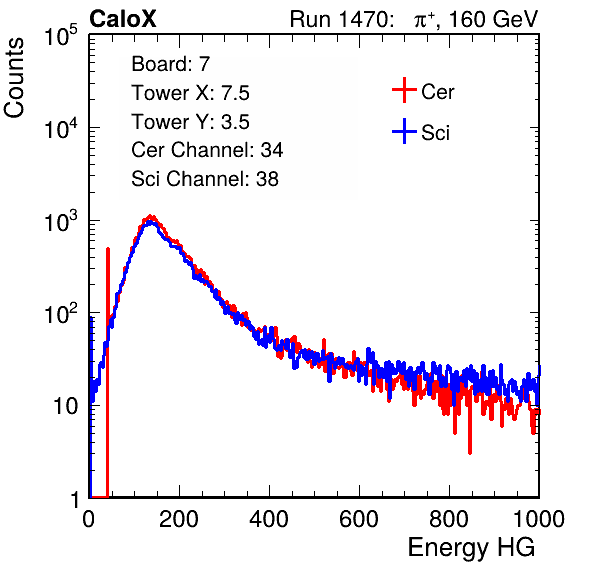 CaloX Run 1470: π⁺, 160 GeV
Board: 7
Tower X: 7.5
Tower Y: 3.5
Cer Channel: 34
Sci Channel: 38
Cer
Sci
Counts
10⁵
10⁴
10³
10²
10
1
0 200 400 600 800 1000
Energy HG